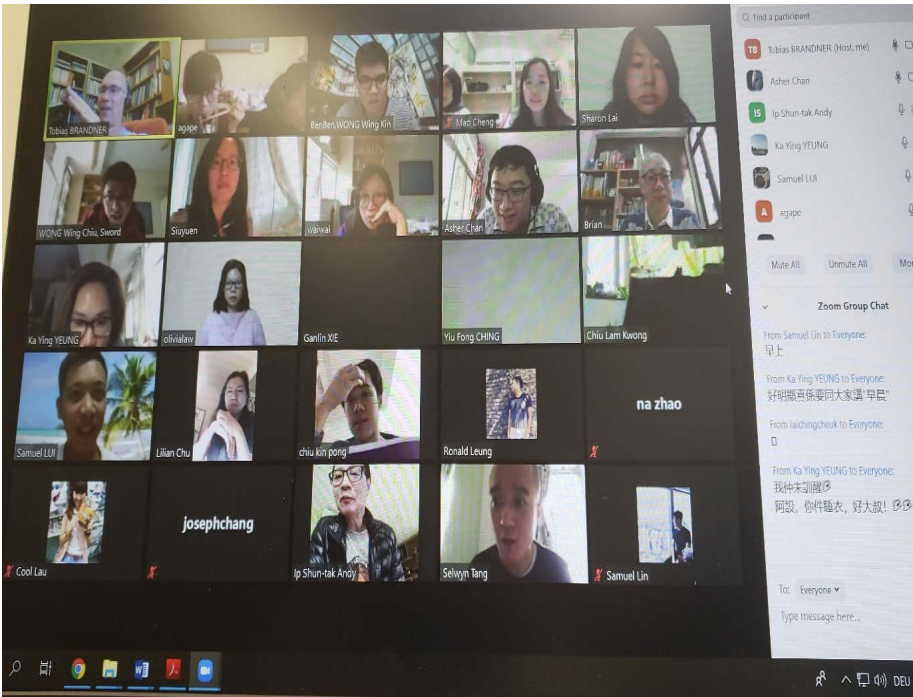 Tobias BRANDNER
agape
BenBen,WONG Wing Kin
Mao Cheng
Sharon Lai
WONG Wing Chiu, Sword
Siuyuen
waiwai
Asher Chan
Brian
Ka Ying YEUNG
olivialaw
Ganlin XIE
Yiu Fong CHING
Chiu Lam Kwong
Samuel LUI
Lilian Chu
chiu kin pong
Ronald Leung
na zhao
Cool Lau
josephchang
Ip Shun-tak Andy
Selwyn Tang
Samuel Lin
Find a participant
TB Tobias BRANDNER (Host, me)
Asher Chan
IS Ip Shun-tak Andy
Ka Ying YEUNG
Samuel LUI
A agape
Mute All Unmute All
Zoom Group Chat
From Samuel Lin to Everyone:
早上
From Ka Ying YEUNG to Everyone:
好明顯真係要同大家講"早晨"
From laichingcheuk to Everyone:
From Ka Ying YEUNG to Everyone:
我仲未訓醒
你件睡衣，好大叔！
To: Everyone
Type message here...
DEU